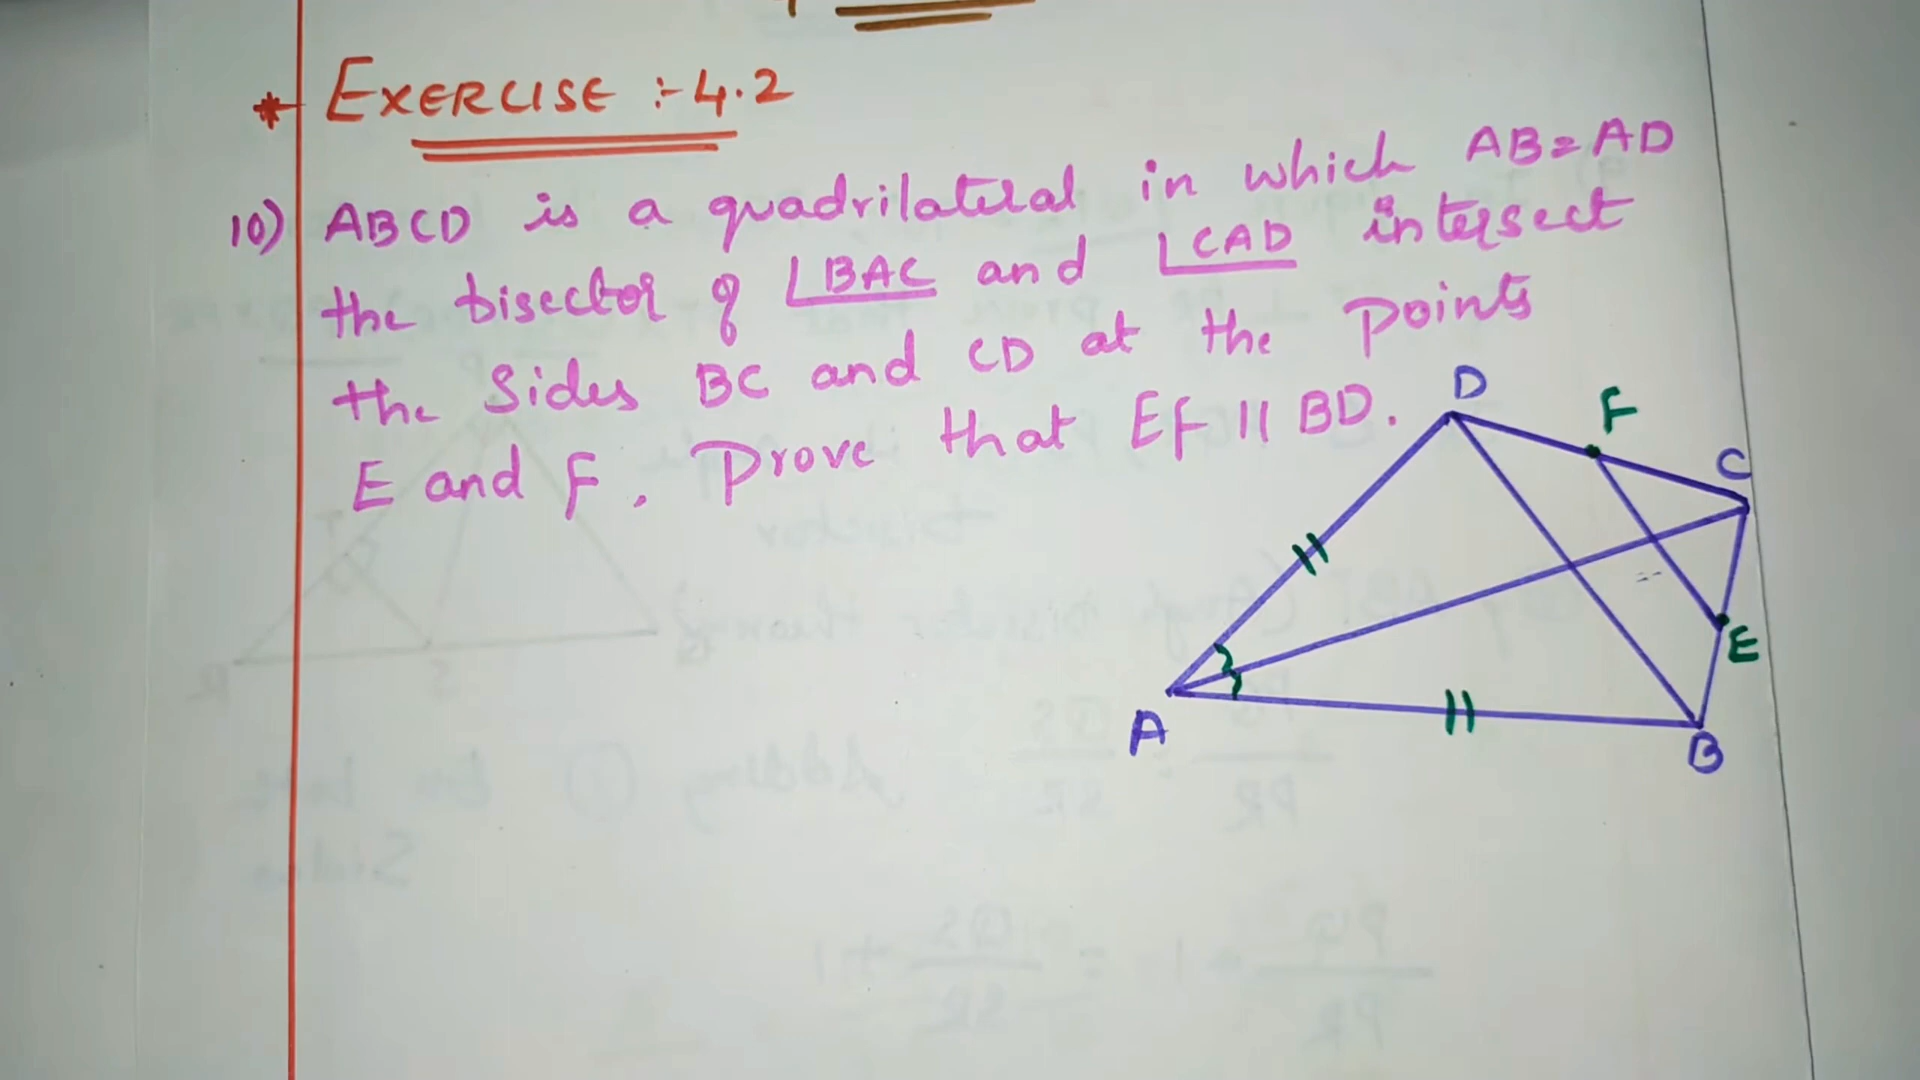 * EXERCISE :- 4.2
10) ABCD is a quadrilateral in which AB=AD
the bisector of ∠BAC and ∠CAD intersect
the Sides BC and CD at the Points
E and F. Prove that EF || BD.
D
F
C
E
A
B